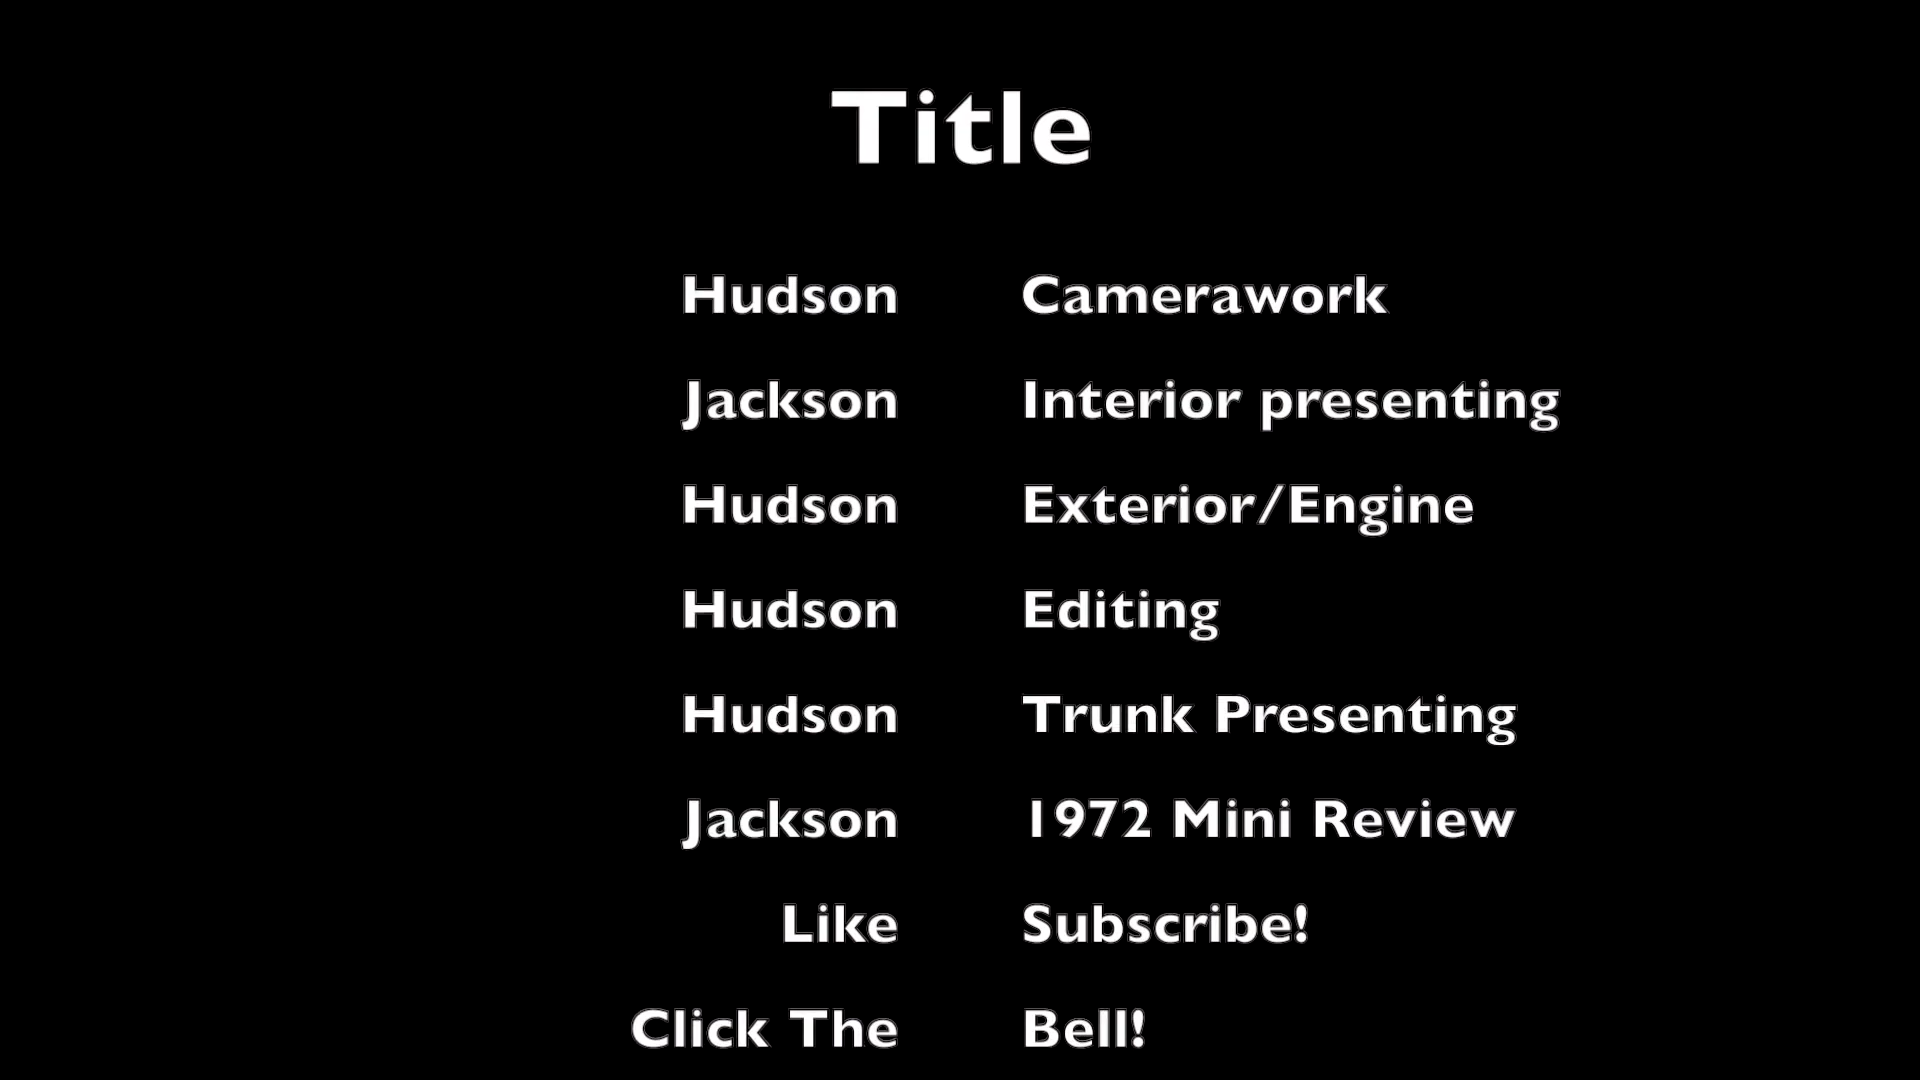 Title
Hudson Camerawork
Jackson Interior presenting
Hudson Exterior/Engine
Hudson Editing
Hudson Trunk Presenting
Jackson 1972 Mini Review
Like Subscribe!
Click The Bell!